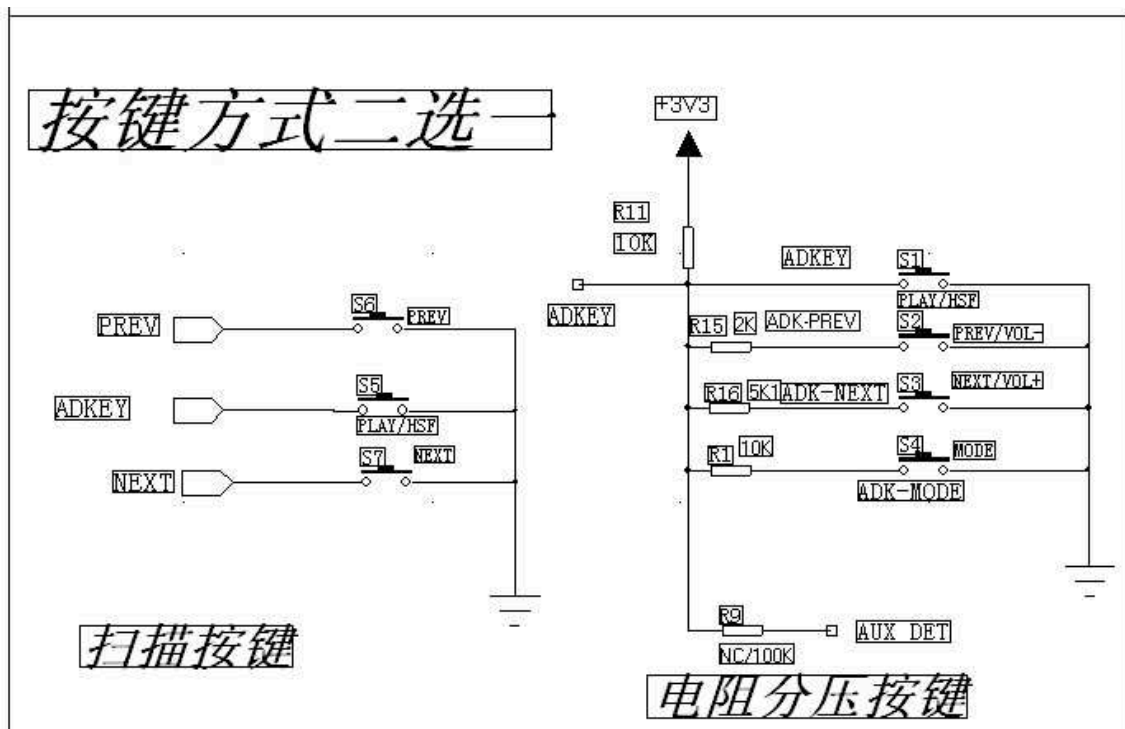 按键方式二选一
+3V3
R11
10K
ADKEY
S1
PLAY/HSF
ADKEY
R15 2K ADK-PREV
S2
PREV/VOL-
R16 5K1 ADK-NEXT
S3
NEXT/VOL+
R1 10K
S4
MODE
ADK-MODE
R9
NC/100K
AUX DET
电阻分压按键
PREV
S6
PREV
ADKEY
S5
PLAY/HSF
NEXT
S7
NEXT
扫描按键